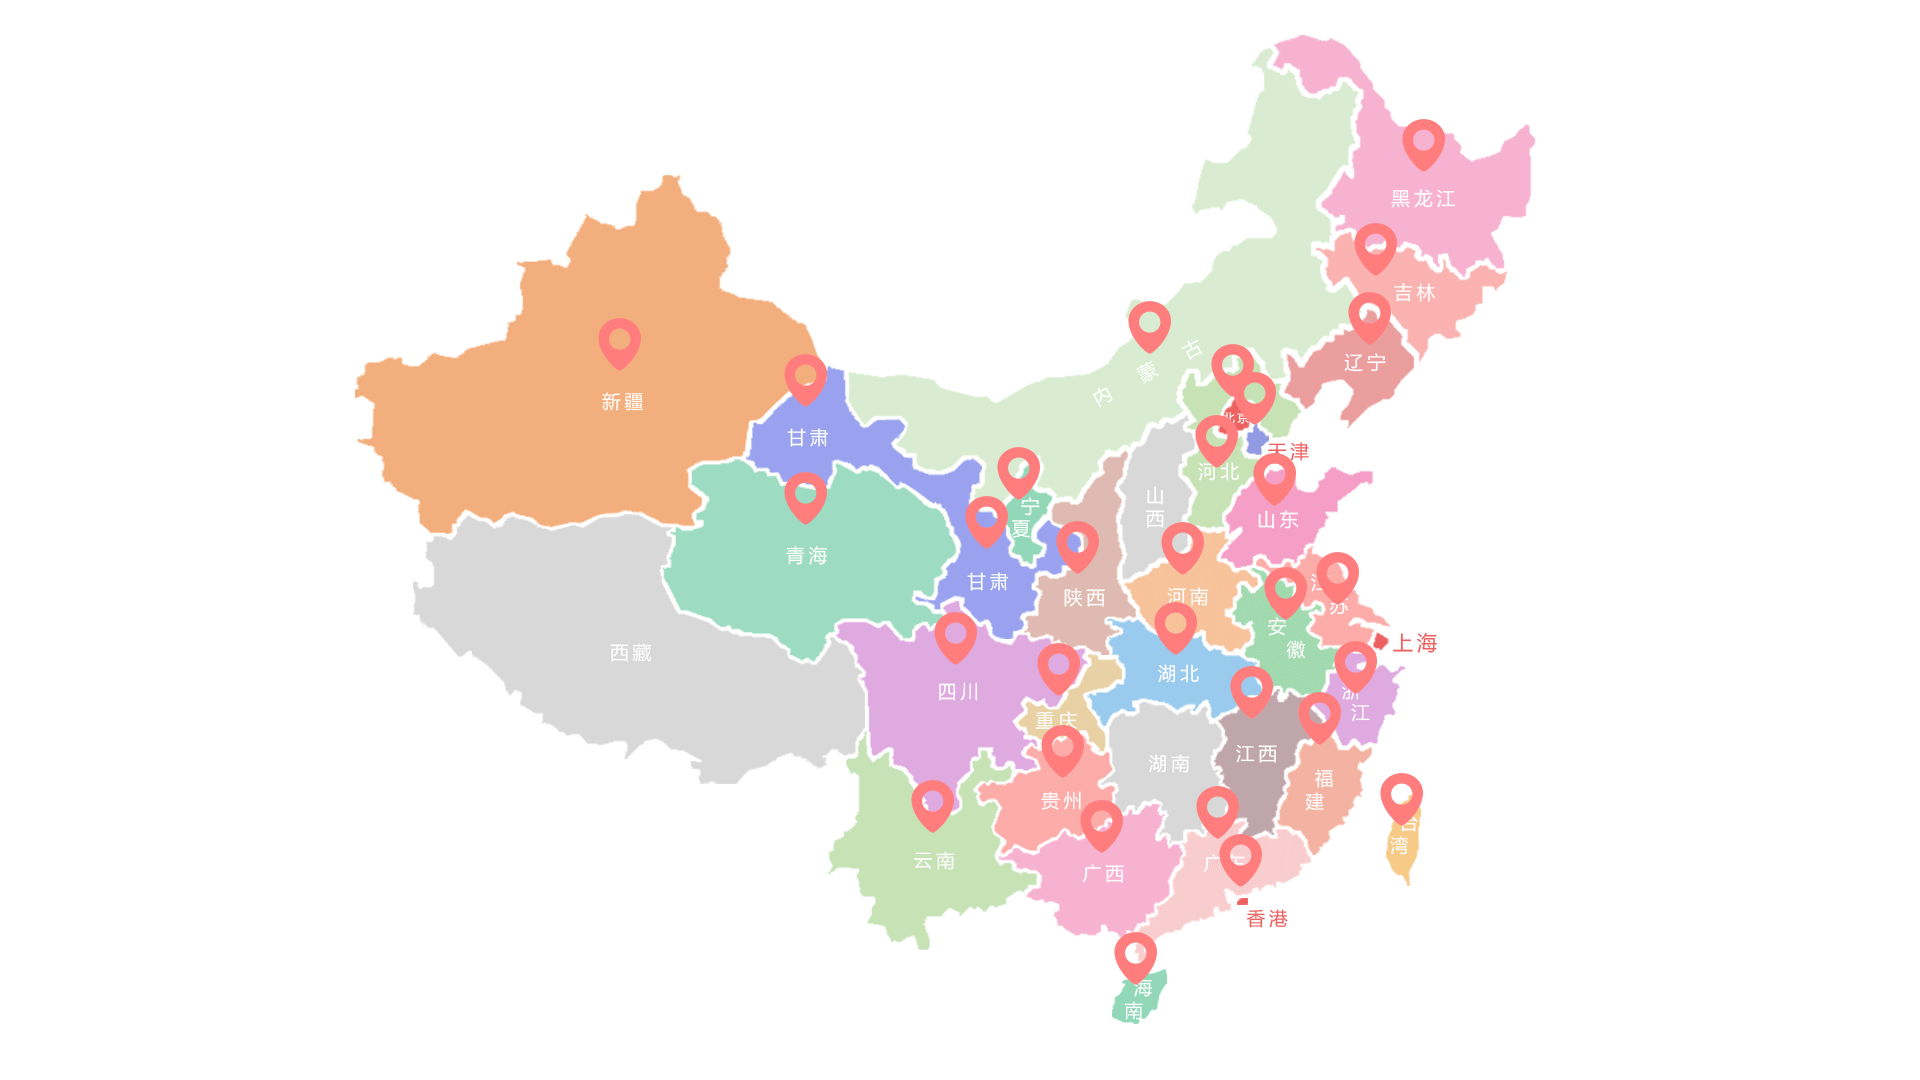 黑龙江
吉林
辽宁
内蒙古
新疆
甘肃
北京
天津
河北
山西
宁夏
山东
青海
甘肃
陕西
河南
江苏
安徽
上海
西藏
湖北
四川
浙江
重庆
江西
湖南
福建
贵州
台湾
云南
广东
广西
香港
海南